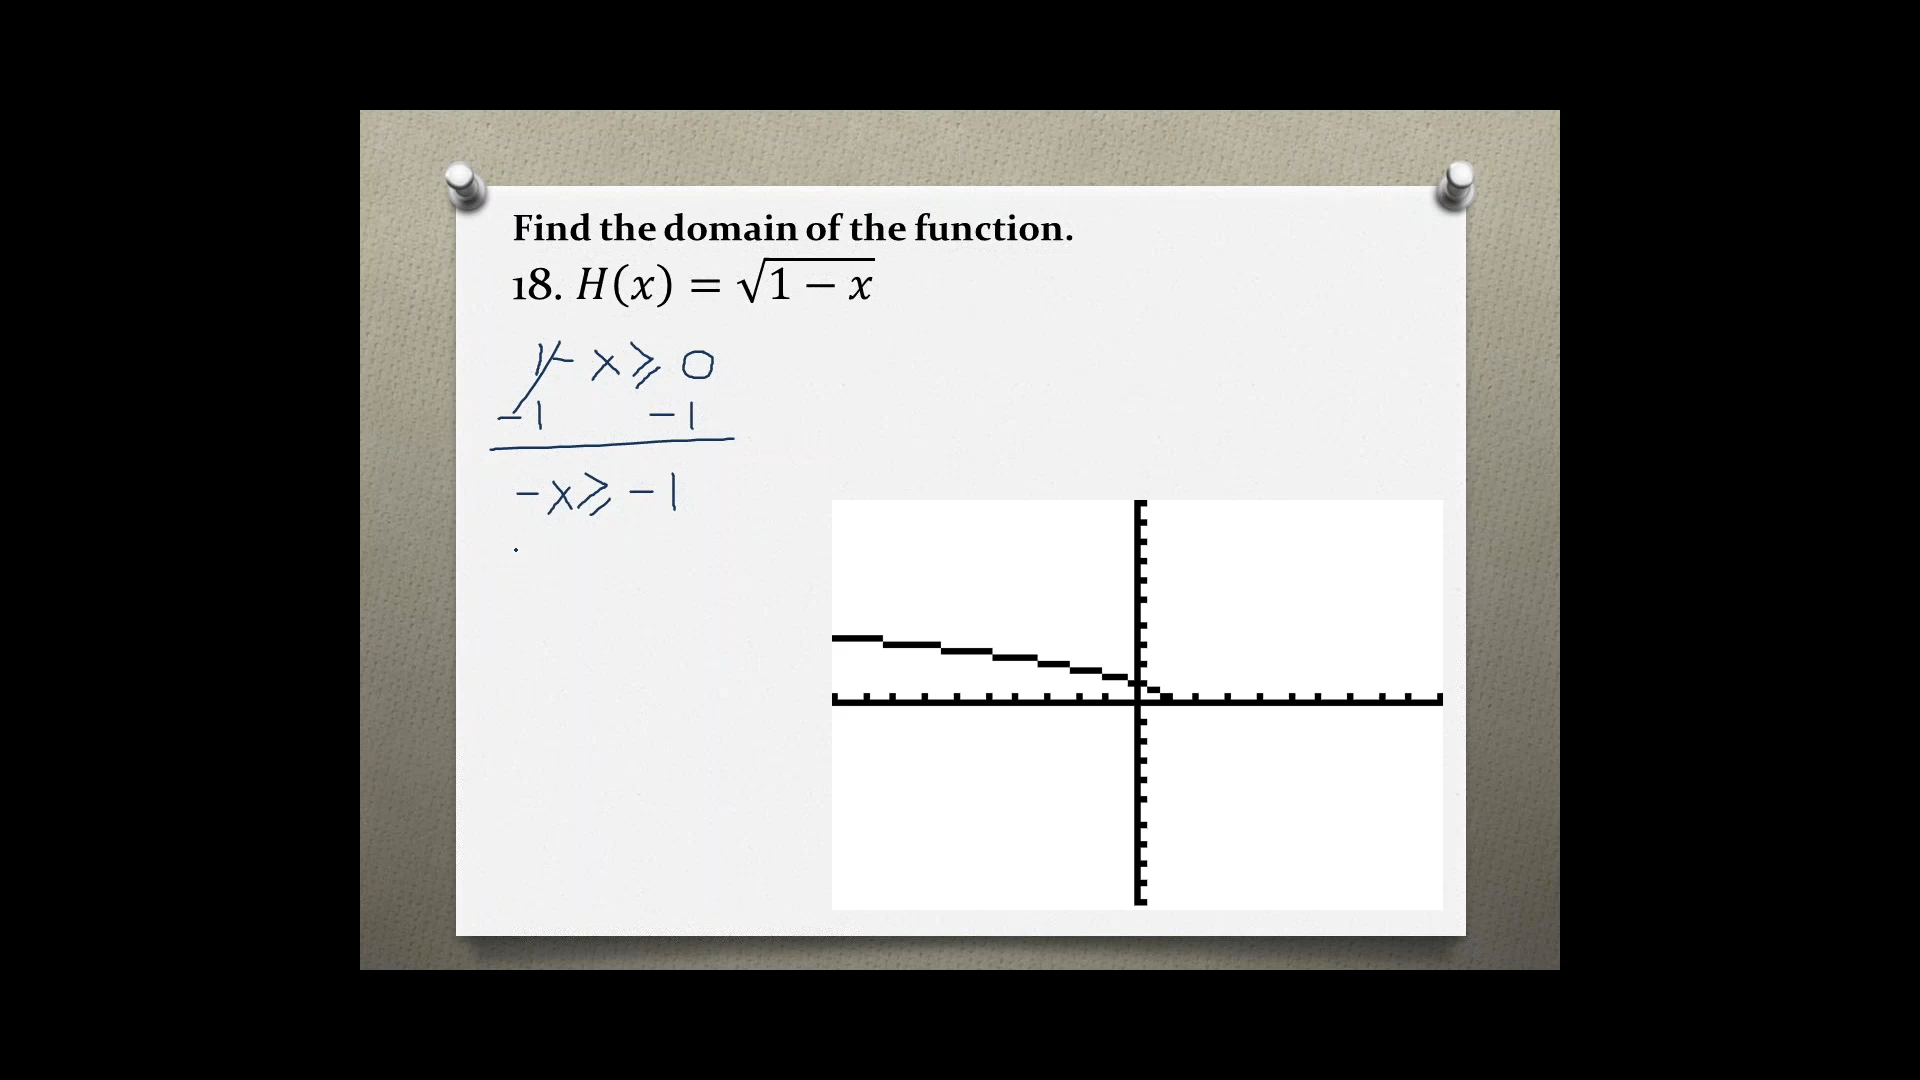 Find the domain of the function.
18. H(x) = √(1 − x)
1 - x ≥ 0
-1 -1
-x ≥ -1